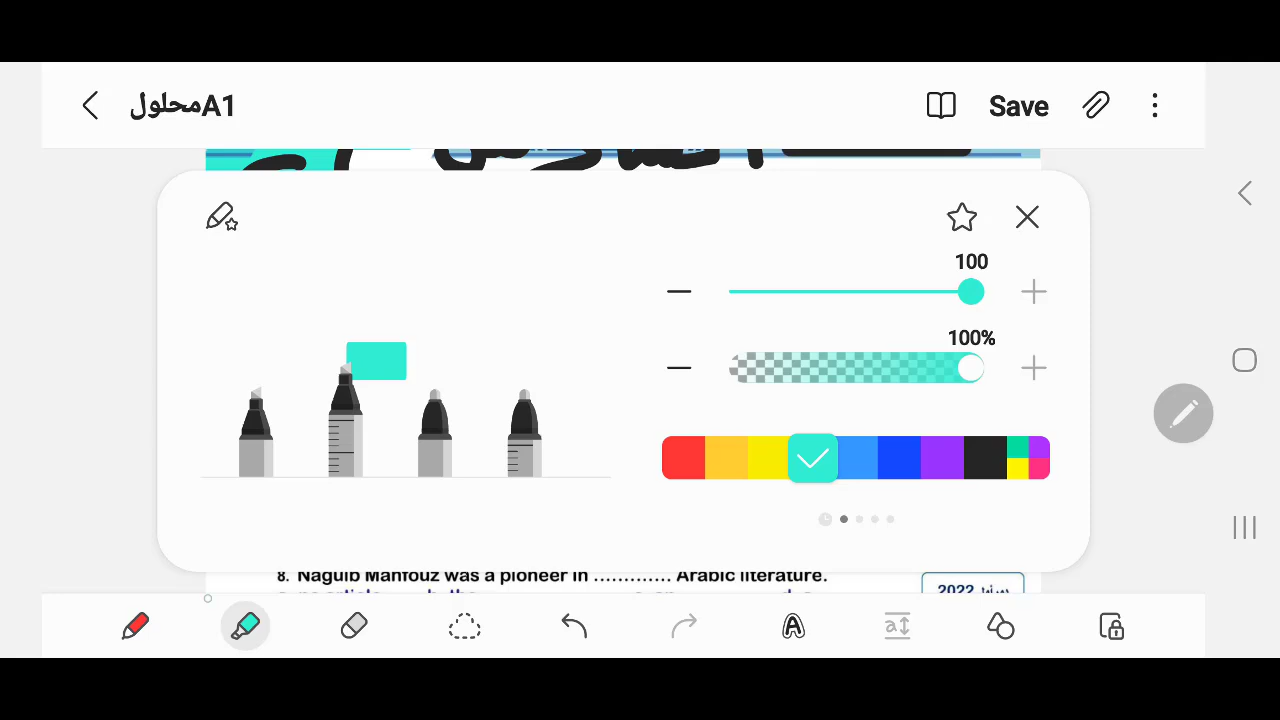 محلولA1
Save
100
100%
8. Naguib Mahfouz was a pioneer in ............. Arabic literature.
2022